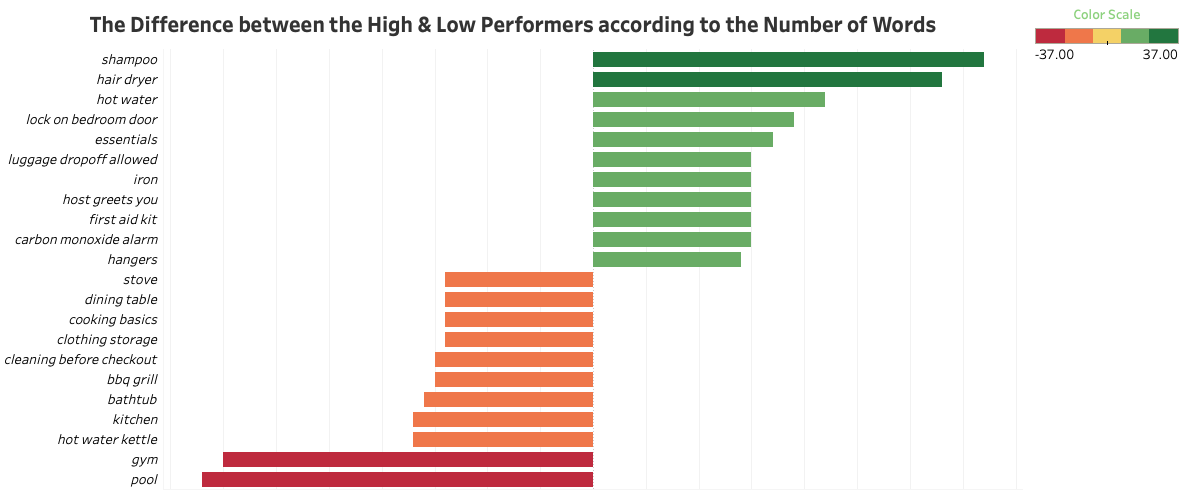 The Difference between the High & Low Performers according to the Number of Words
Color Scale
-37.00 37.00
shampoo
hair dryer
hot water
lock on bedroom door
essentials
luggage dropoff allowed
iron
host greets you
first aid kit
carbon monoxide alarm
hangers
stove
dining table
cooking basics
clothing storage
cleaning before checkout
bbq grill
bathtub
kitchen
hot water kettle
gym
pool